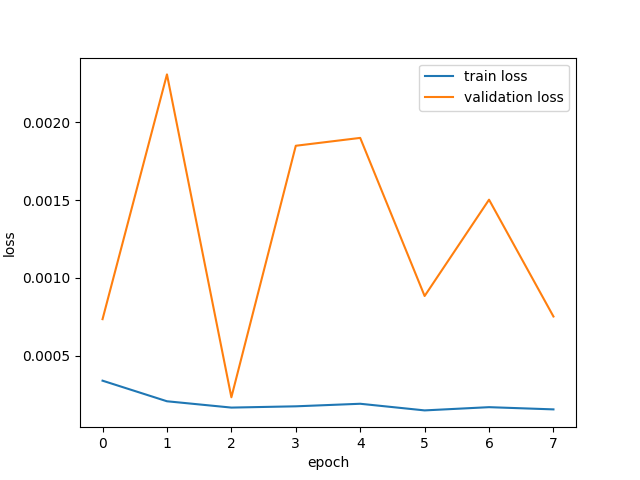 train loss
validation loss
0.0020
0.0015
0.0010
0.0005
loss
0 1 2 3 4 5 6 7
epoch